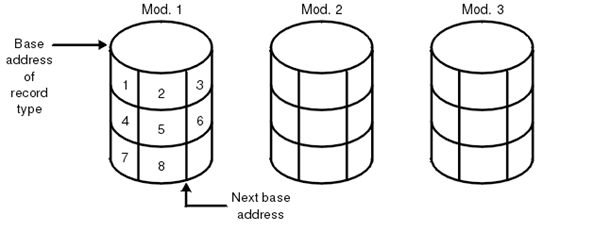 Mod. 1
Mod. 2
Mod. 3
Base
address
of
record
type
1
2
3
4
5
6
7
8
Next base
address